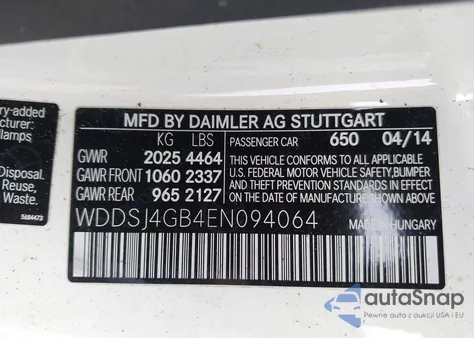 ry-added
rcury:
lamps
Disposal
Reuse,
Waste.
5684473
MFD BY DAIMLER AG STUTTGART
KG LBS
GVWR 2025 4464
GAWR FRONT 1060 2337
GAWR REAR 965 2127
PASSENGER CAR 650 04/14
THIS VEHICLE CONFORMS TO ALL APPLICABLE
U.S. FEDERAL MOTOR VEHICLE SAFETY,BUMPER
AND THEFT PREVENTION STANDARDS IN
EFFECT ON THE DATE OF MANUFACTURE
WDDSJ4GB4EN094064
MADE IN HUNGARY
autoSnap
Pewne auta z aukcji USA i EU